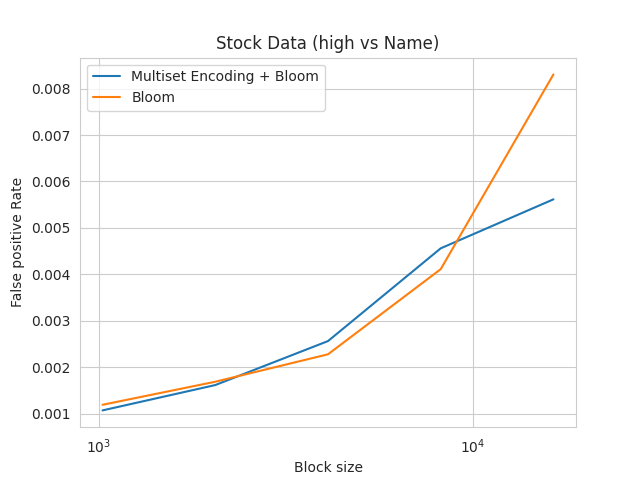 Stock Data (high vs Name)
Multiset Encoding + Bloom
Bloom
0.008
0.007
0.006
0.005
0.004
0.003
0.002
0.001
False positive Rate
10³
10⁴
Block size